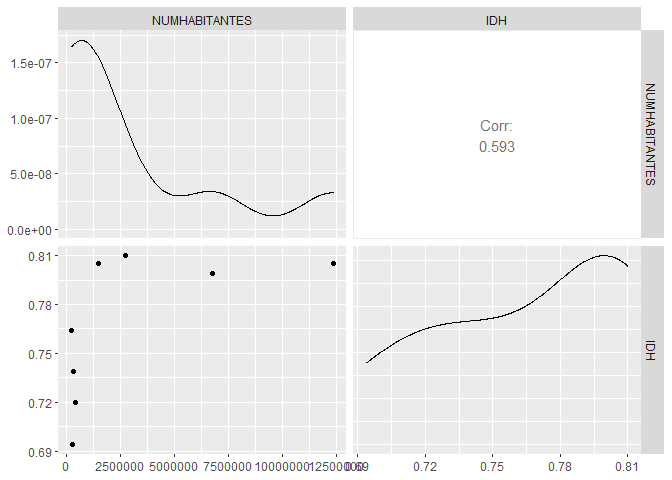 NUMHABITANTES IDH
1.5e-07
1.0e-07
5.0e-08
0.0e+00
Corr:
0.593
NUMHABITANTES
0.81
0.78
0.75
0.72
0.69
IDH
0 2500000 5000000 7500000 10000000 12500000 0.69 0.72 0.75 0.78 0.81